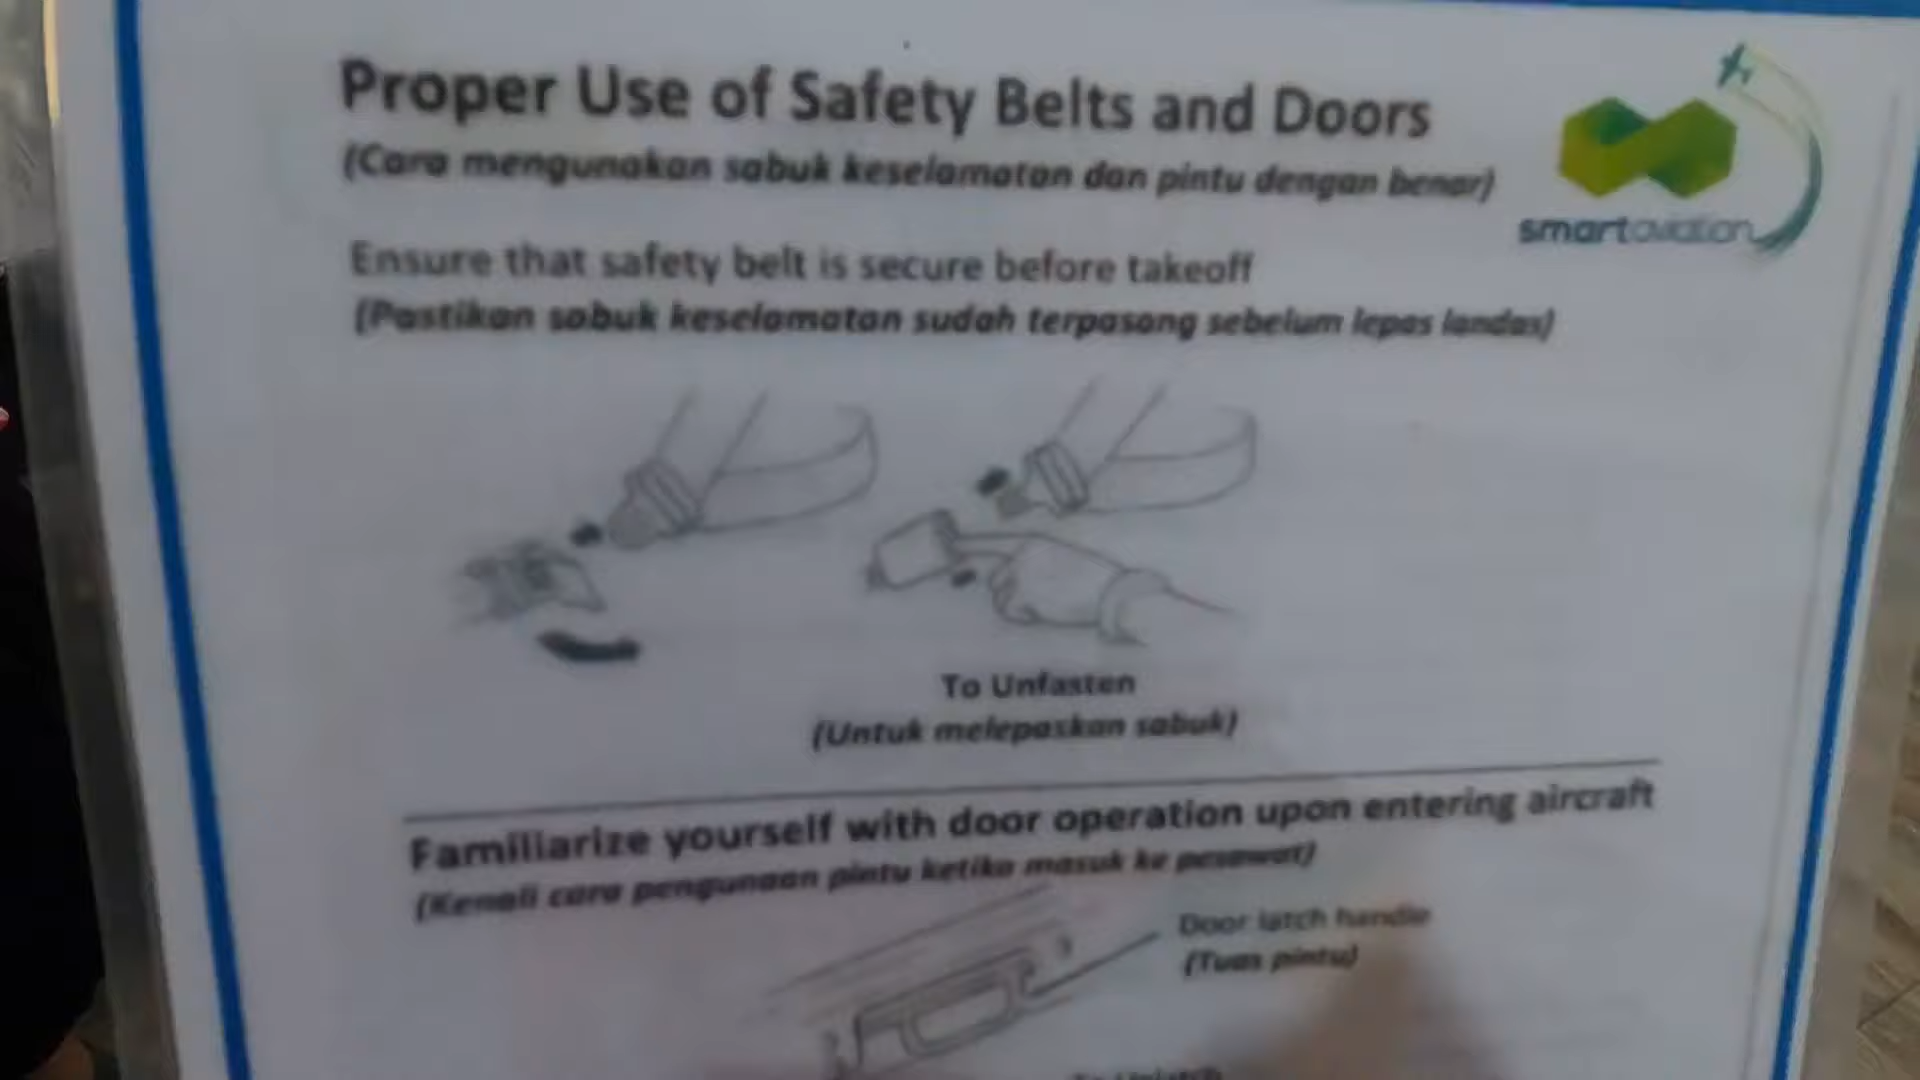 Proper Use of Safety Belts and Doors
(Cara mengunakan sabuk keselamatan dan pintu dengan benar)
smartaviation
Ensure that safety belt is secure before takeoff
(Pastikan sabuk keselamatan sudah terpasang sebelum lepas landas)
To Unfasten
(Untuk melepaskan sabuk)
Familiarize yourself with door operation upon entering aircraft
(Kenali cara pengunaan pintu ketika masuk ke pesawat)
Door latch handle
(Tuas pintu)